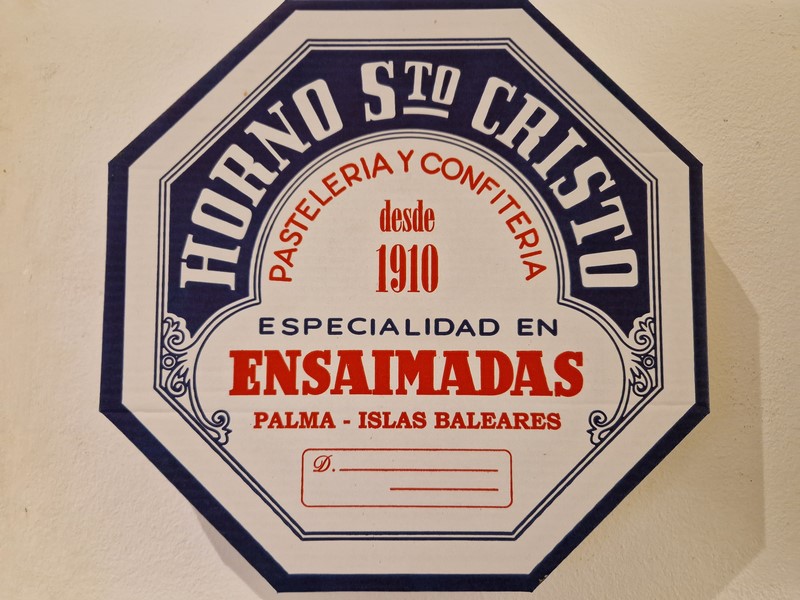 HORNO STO CRISTO
PASTELERIA Y CONFITERIA
desde
1910
ESPECIALIDAD EN
ENSAIMADAS
PALMA - ISLAS BALEARES
D.